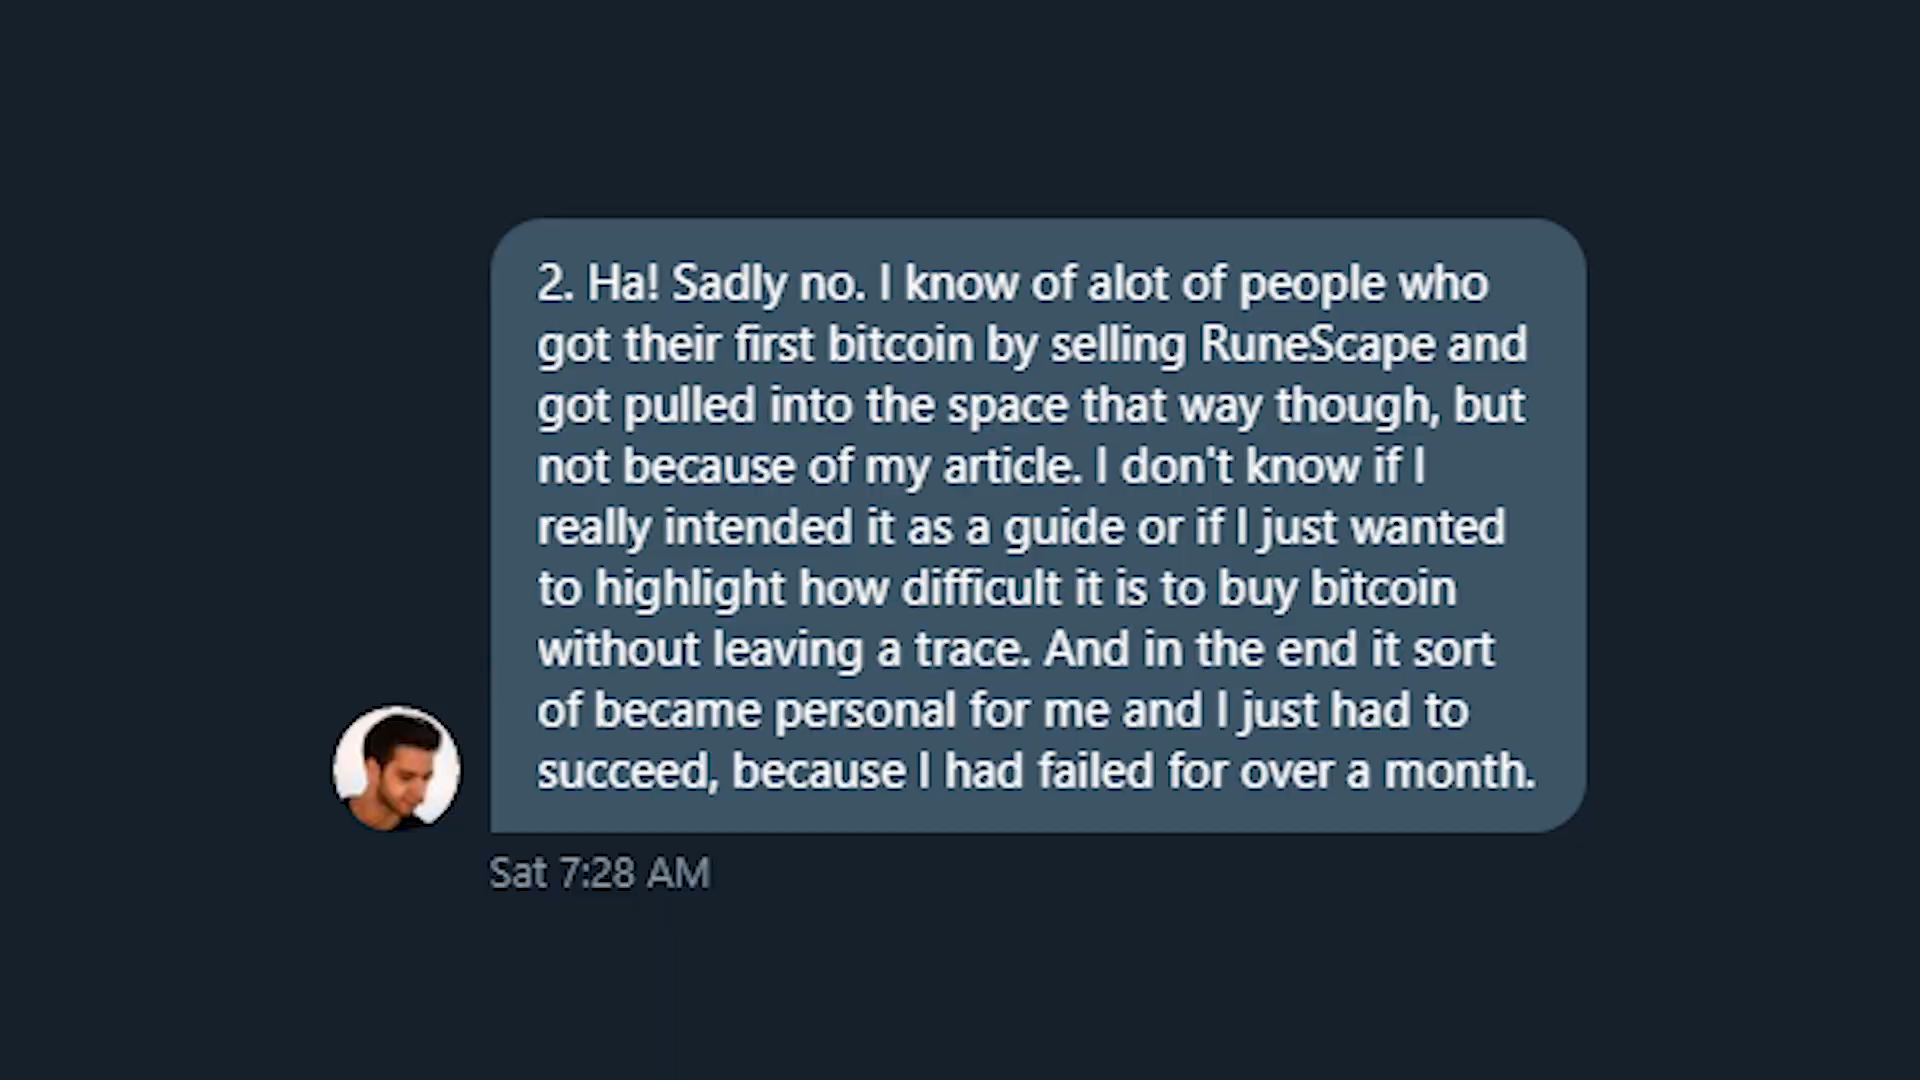 2. Ha! Sadly no. I know of alot of people who
got their first bitcoin by selling RuneScape and
got pulled into the space that way though, but
not because of my article. I don't know if I
really intended it as a guide or if I just wanted
to highlight how difficult it is to buy bitcoin
without leaving a trace. And in the end it sort
of became personal for me and I just had to
succeed, because I had failed for over a month.
Sat 7:28 AM